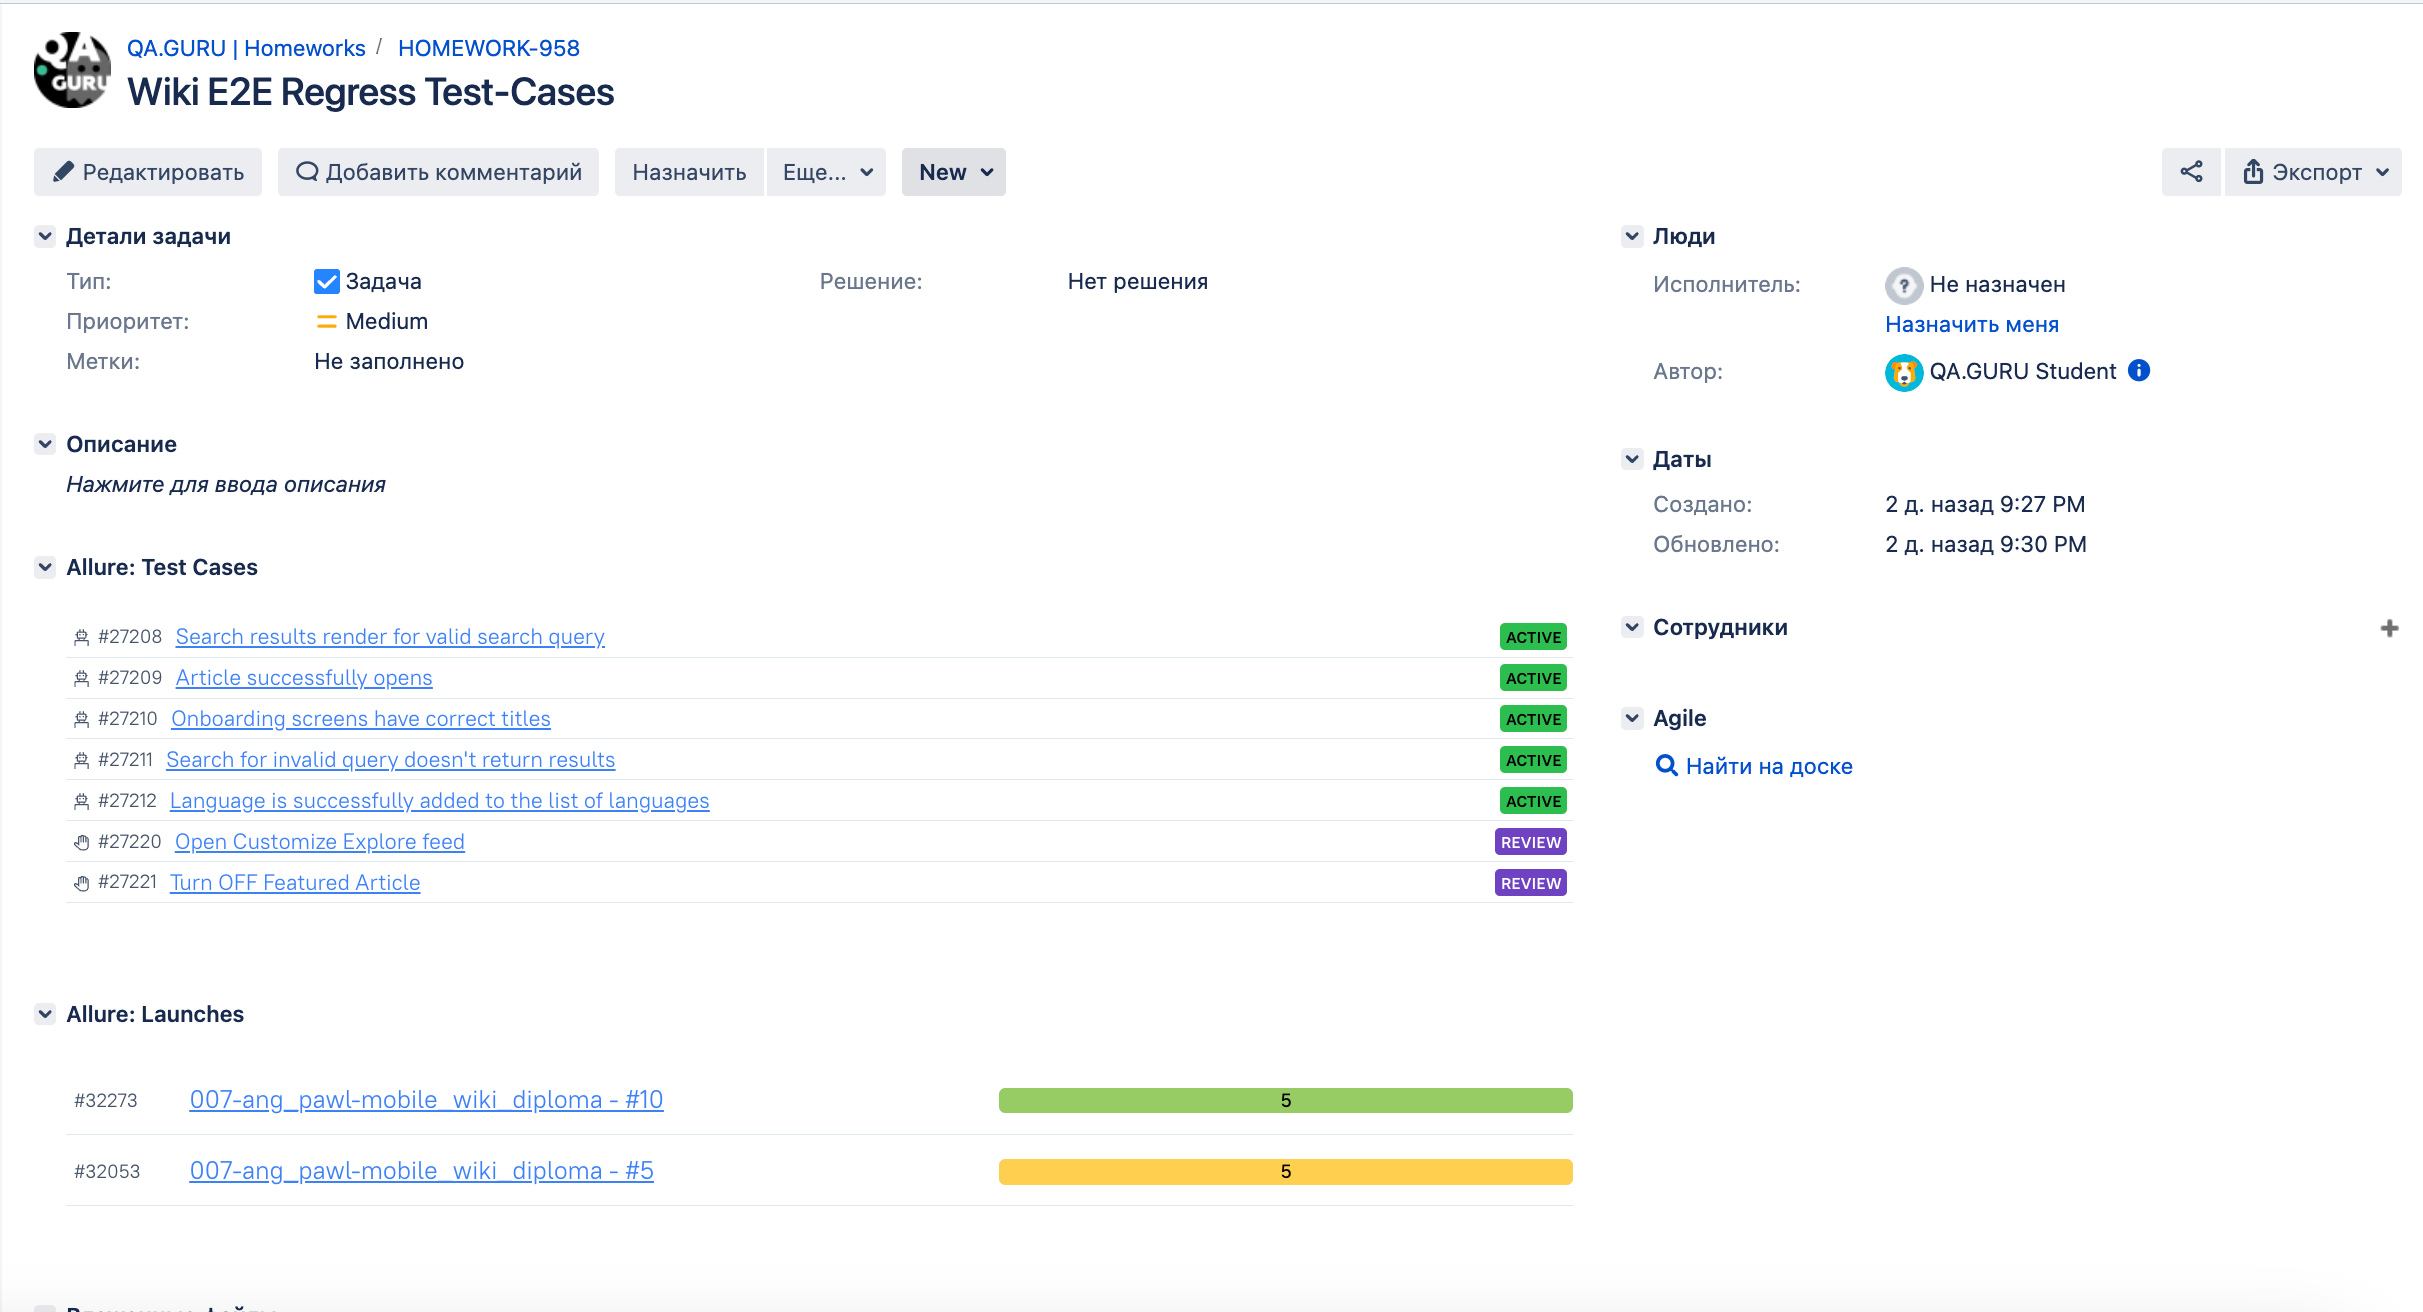 QA GURU
QA.GURU | Homeworks / HOMEWORK-958
Wiki E2E Regress Test-Cases
Редактировать
Добавить комментарий
Назначить
Еще...
New
Экспорт
Детали задачи
Тип: Задача
Решение: Нет решения
Приоритет: Medium
Метки: Не заполнено
Описание
Нажмите для ввода описания
Allure: Test Cases
#27208 Search results render for valid search query ACTIVE
#27209 Article successfully opens ACTIVE
#27210 Onboarding screens have correct titles ACTIVE
#27211 Search for invalid query doesn't return results ACTIVE
#27212 Language is successfully added to the list of languages ACTIVE
#27220 Open Customize Explore feed REVIEW
#27221 Turn OFF Featured Article REVIEW
Allure: Launches
#32273 007-ang_pawl-mobile_wiki_diploma - #10 5
#32053 007-ang_pawl-mobile_wiki_diploma - #5 5
Люди
Исполнитель: Не назначен
Назначить меня
Автор: QA.GURU Student
Даты
Создано: 2 д. назад 9:27 PM
Обновлено: 2 д. назад 9:30 PM
Сотрудники
Agile
Найти на доске